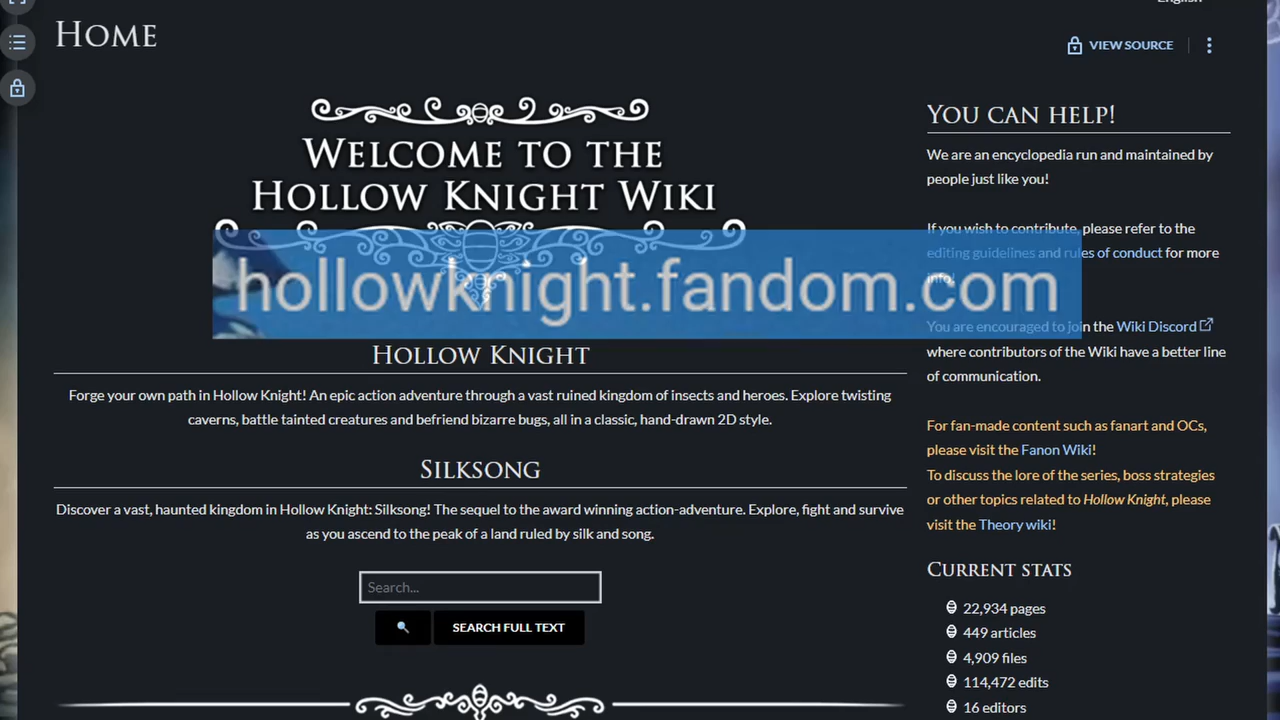 English
HOME
VIEW SOURCE
WELCOME TO THE
HOLLOW KNIGHT WIKI
hollowknight.fandom.com
HOLLOW KNIGHT
Forge your own path in Hollow Knight! An epic action adventure through a vast ruined kingdom of insects and heroes. Explore twisting
caverns, battle tainted creatures and befriend bizarre bugs, all in a classic, hand-drawn 2D style.
SILKSONG
Discover a vast, haunted kingdom in Hollow Knight: Silksong! The sequel to the award winning action-adventure. Explore, fight and survive
as you ascend to the peak of a land ruled by silk and song.
Search...
SEARCH FULL TEXT
YOU CAN HELP!
We are an encyclopedia run and maintained by
people just like you!
If you wish to contribute, please refer to the
editing guidelines and rules of conduct for more
info!
You are encouraged to join the Wiki Discord
where contributors of the Wiki have a better line
of communication.
For fan-made content such as fanart and OCs,
please visit the Fanon Wiki!
To discuss the lore of the series, boss strategies
or other topics related to Hollow Knight, please
visit the Theory wiki!
CURRENT STATS
22,934 pages
449 articles
4,909 files
114,472 edits
16 editors